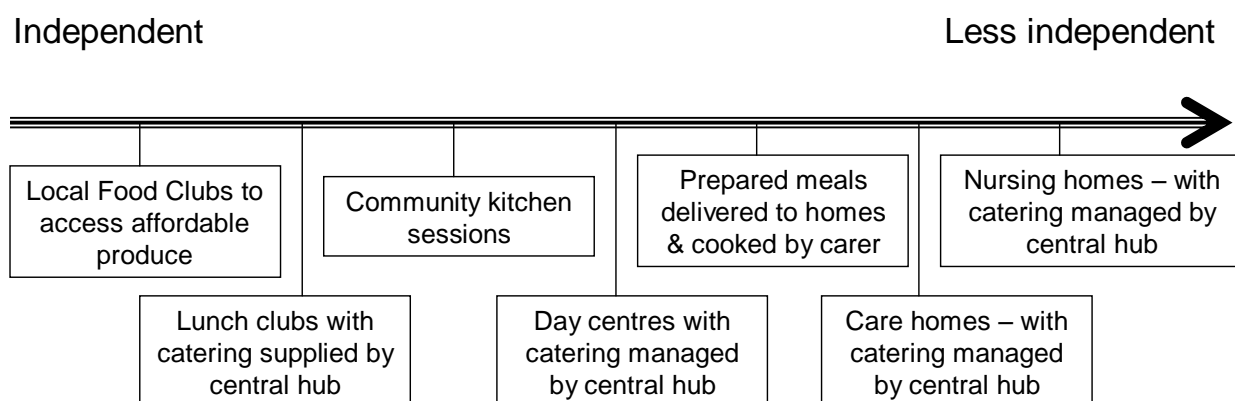 Independent
Less independent
Local Food Clubs to
access affordable
produce
Lunch clubs with
catering supplied by
central hub
Community kitchen
sessions
Day centres with
catering managed
by central hub
Prepared meals
delivered to homes
& cooked by carer
Care homes – with
catering managed
by central hub
Nursing homes – with
catering managed by
central hub